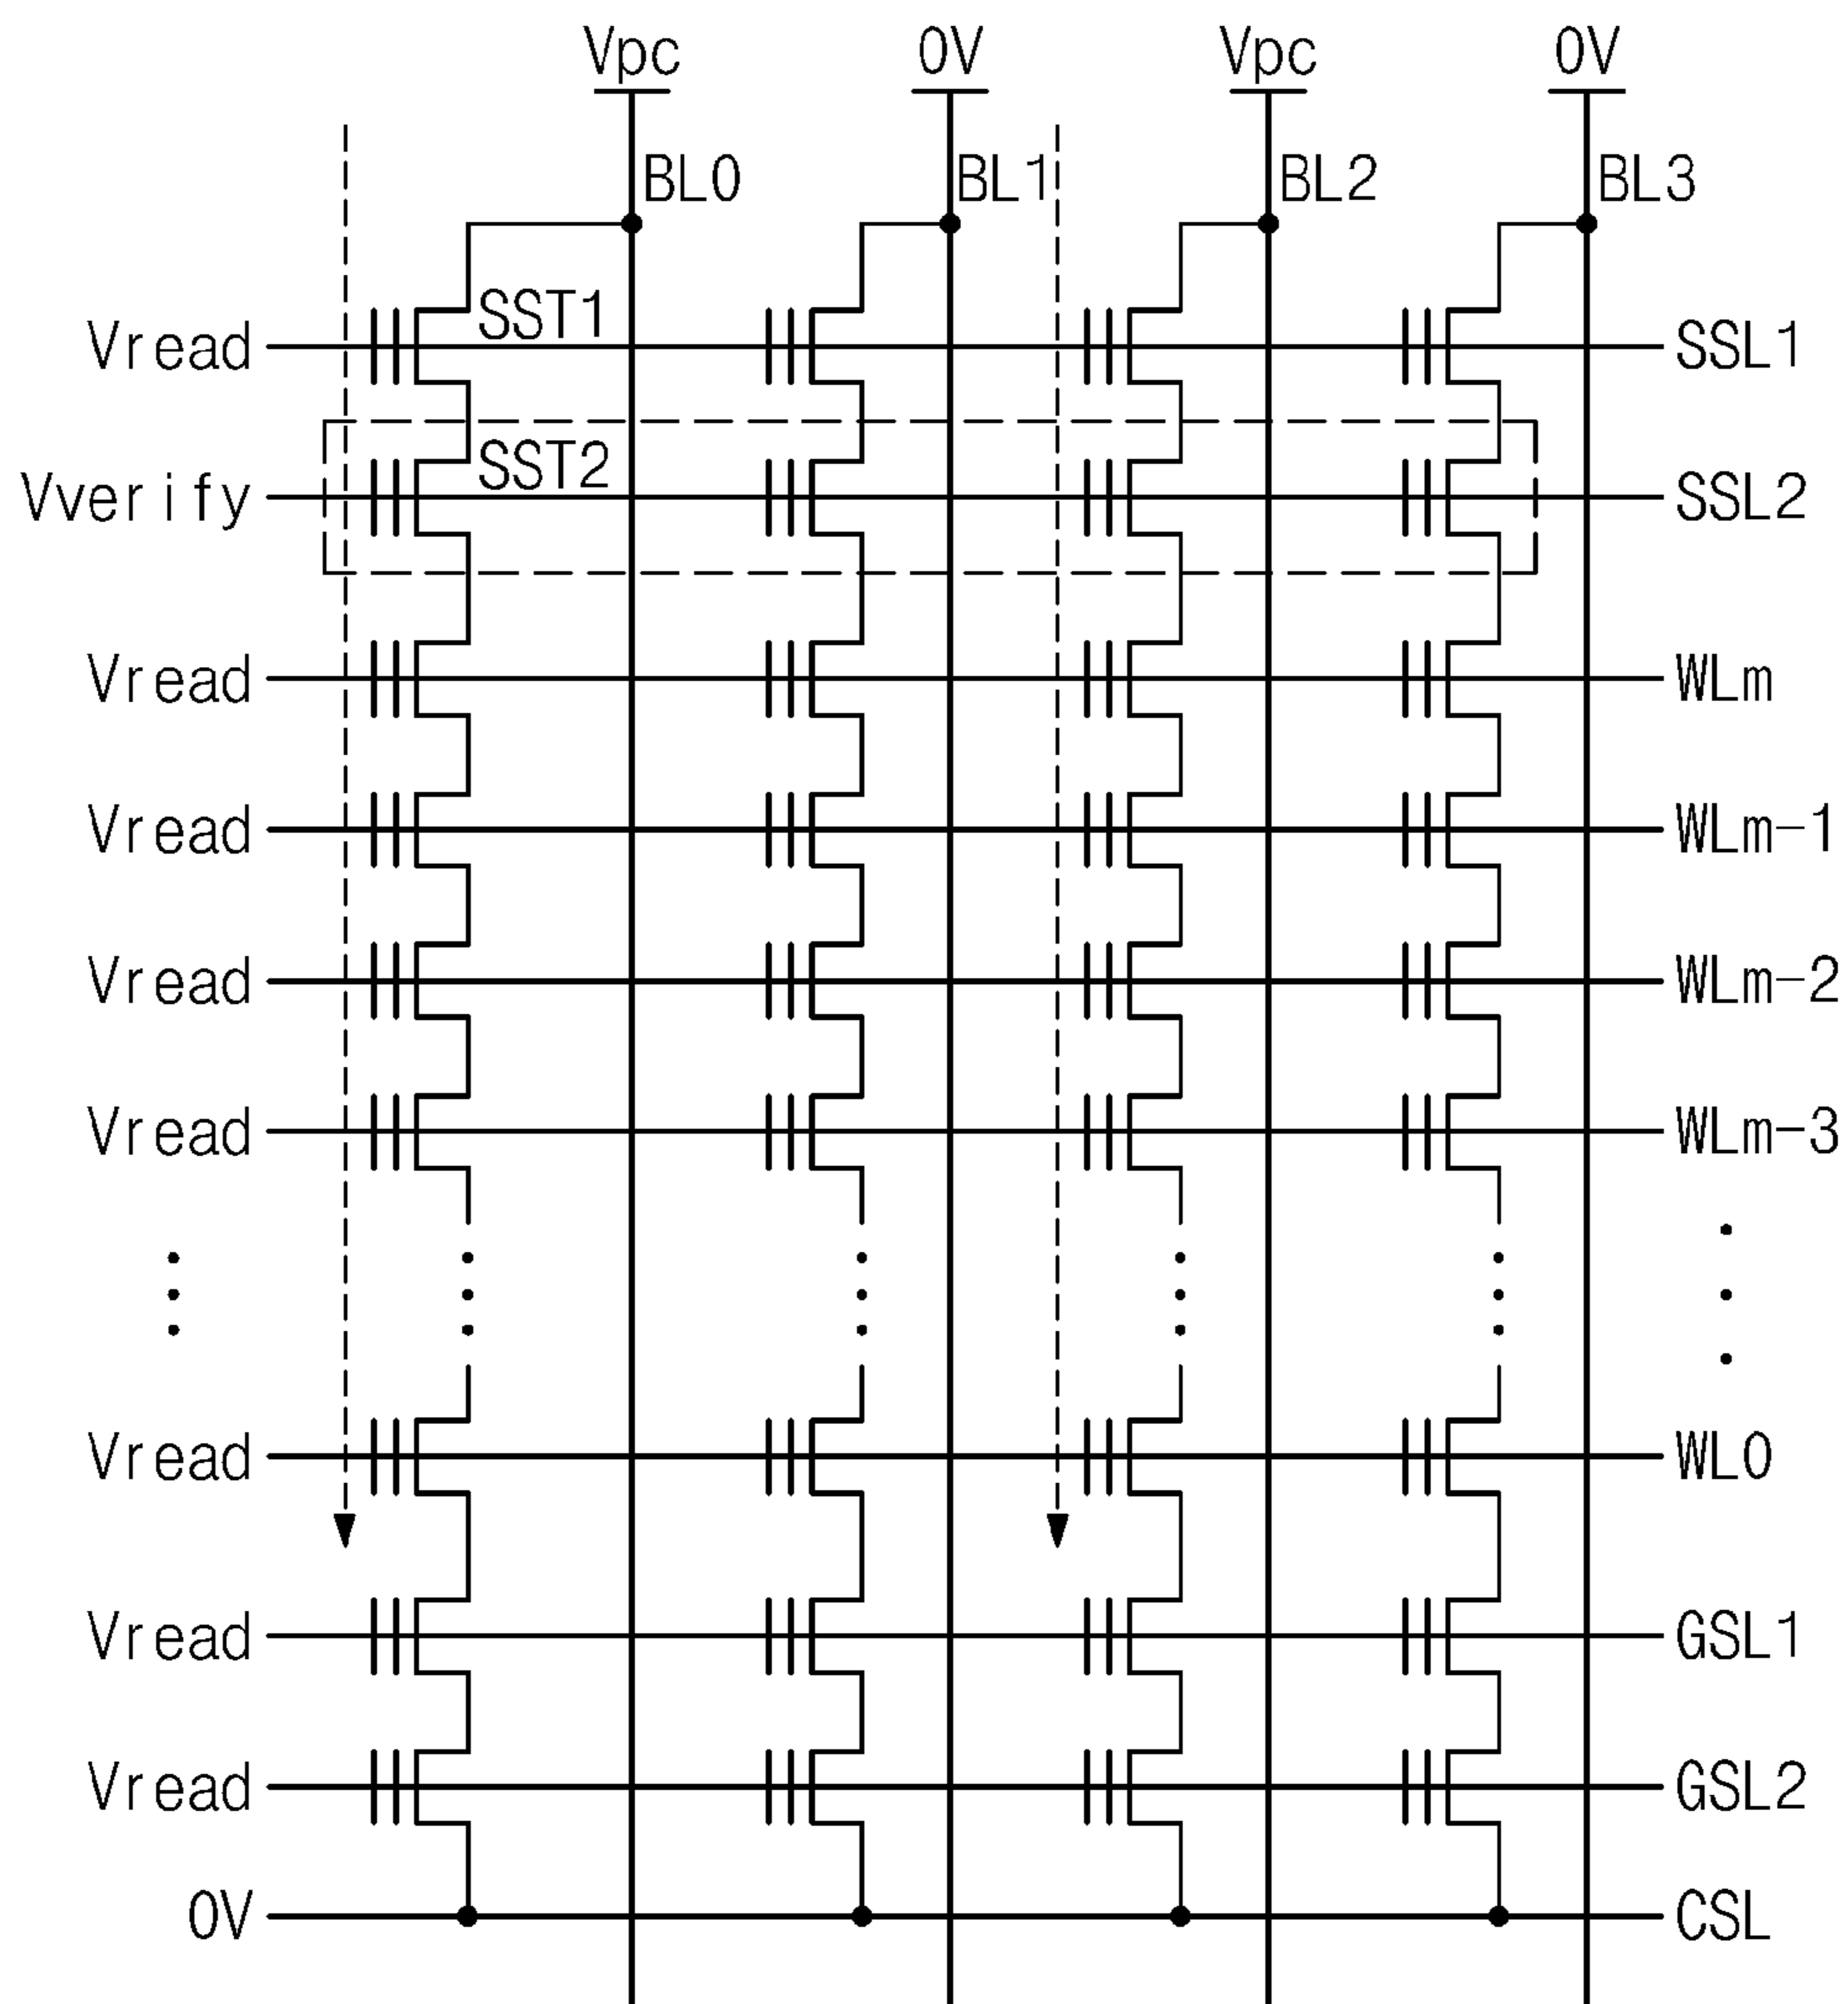 Vpc 0V Vpc 0V
BL0 BL1 BL2 BL3
SST1
Vread SSL1
SST2
Vverify SSL2
Vread WLm
Vread WLm-1
Vread WLm-2
Vread WLm-3
Vread WL0
Vread GSL1
Vread GSL2
0V CSL